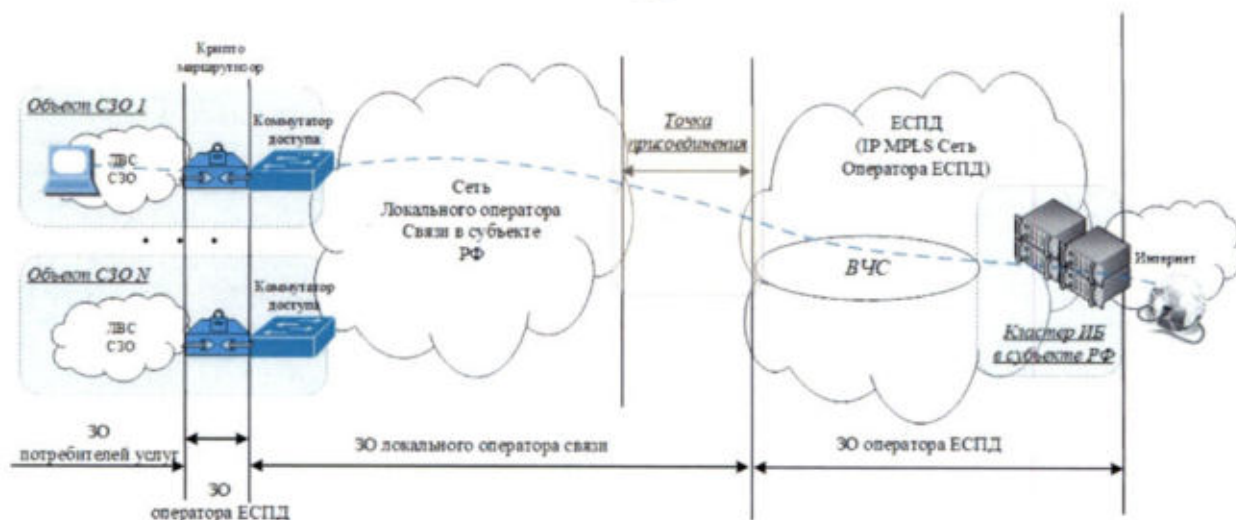 Крипто
маршрутизор
Объект СЗО 1
ЛВС
СЗО
Коммутатор
доступа
Сеть
Локального оператора
Связи в субъекте
РФ
Точка
присоединения
ЕСПД
(IP MPLS Сеть
Оператора ЕСПД)
ВЧС
Интернет
Кластер ИБ
в субъекте РФ
Объект СЗО N
ЛВС
СЗО
Коммутатор
доступа
ЗО
потребителей услуг
ЗО
оператора ЕСПД
ЗО локального оператора связи
ЗО оператора ЕСПД